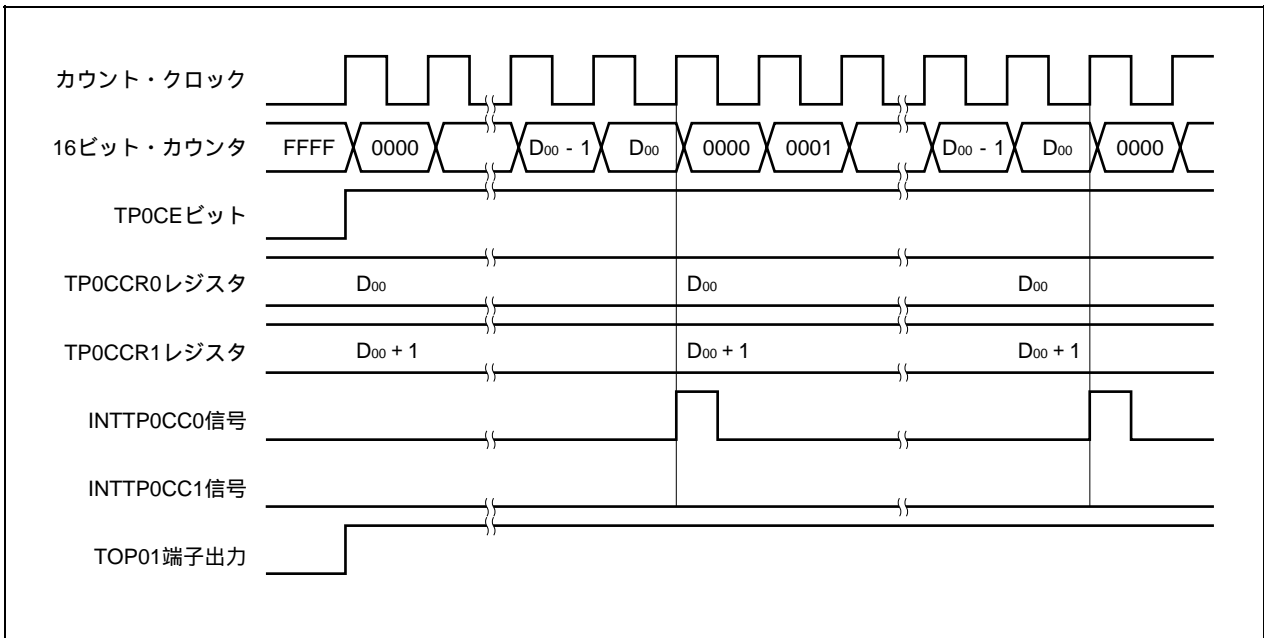 カウント・クロック
16ビット・カウンタ FFFF 0000 D00 - 1 D00 0000 0001 D00 - 1 D00 0000
TP0CEビット
TP0CCR0レジスタ D00 D00 D00
TP0CCR1レジスタ D00 + 1 D00 + 1 D00 + 1
INTTP0CC0信号
INTTP0CC1信号
TOP01端子出力